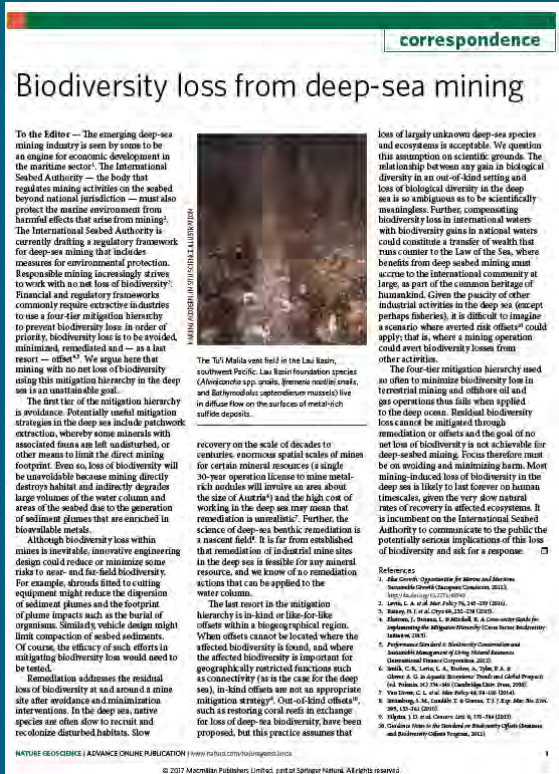 correspondence
Biodiversity loss from deep-sea mining
To the Editor — The emerging deep-sea
mining industry is seen by some to be
an engine for economic development in
the maritime sector¹. The International
Seabed Authority — the body that
regulates mining activities on the seabed
beyond national jurisdiction — must also
protect the marine environment from
harmful effects that arise from mining².
The International Seabed Authority is
currently drafting a regulatory framework
for deep-sea mining that includes
measures for environmental protection.
Responsible mining increasingly strives
to work with no net loss of biodiversity³.
Financial and regulatory frameworks
commonly require extractive industries
to use a four-tier mitigation hierarchy
to prevent biodiversity loss: in order of
priority, biodiversity loss is to be avoided,
minimized, remediated and — as a last
resort — offset⁴,⁵. We argue here that
mining with no net loss of biodiversity
using this mitigation hierarchy in the deep
sea is an unattainable goal.
The first tier of the mitigation hierarchy
is avoidance. Potentially useful mitigation
strategies in the deep sea include patchwork
extraction, whereby some minerals with
associated fauna are left undisturbed, or
other means to limit the direct mining
footprint. Even so, loss of biodiversity will
be unavoidable because mining directly
destroys habitat and indirectly degrades
large volumes of the water column and
areas of the seabed due to the generation
of sediment plumes that are enriched in
bioavailable metals.
Although biodiversity loss within
mines is inevitable, innovative engineering
design could reduce or minimize some
risks to near- and far-field biodiversity.
For example, shrouds fitted to cutting
equipment might reduce the dispersion
of sediment plumes and the footprint
of plume impacts such as the burial of
organisms. Similarly, vehicle design might
limit compaction of seabed sediments.
Of course, the efficacy of such efforts in
mitigating biodiversity loss would need to
be tested.
Remediation addresses the residual
loss of biodiversity at and around a mine
site after avoidance and minimization
interventions. In the deep sea, native
species are often slow to recruit and
recolonize disturbed habitats. Slow
The Tu'i Malila vent field in the Lau Basin,
southwest Pacific. Lau Basin foundation species
(Alviniconcha spp. snails, Ifremeria nautilei snails,
and Bathymodiolus septemdierum mussels) live
in diffuse flow on the surfaces of metal-rich
sulfide deposits.
recovery on the scale of decades to
centuries, enormous spatial scales of mines
for certain mineral resources (a single
30-year operation license to mine metal-
rich nodules will involve an area about
the size of Austria⁶) and the high cost of
working in the deep sea may mean that
remediation is unrealistic⁷. Further, the
science of deep-sea benthic remediation is
a nascent field⁸. It is far from established
that remediation of industrial mine sites
in the deep sea is feasible for any mineral
resource, and we know of no remediation
actions that can be applied to the
water column.
The last resort in the mitigation
hierarchy is in-kind or like-for-like
offsets within a biogeographical region.
When offsets cannot be located where the
affected biodiversity is found, and where
the affected biodiversity is important for
geographically restricted functions such
as connectivity (as is the case for the deep
sea), in-kind offsets are not an appropriate
mitigation strategy⁹. Out-of-kind offsets¹⁰,
such as restoring coral reefs in exchange
for loss of deep-sea biodiversity, have been
proposed, but this practice assumes that
loss of largely unknown deep-sea species
and ecosystems is acceptable. We question
this assumption on scientific grounds. The
relationship between any gain in biological
diversity in an out-of-kind setting and
loss of biological diversity in the deep
sea is so ambiguous as to be scientifically
meaningless. Further, compensating
biodiversity loss in international waters
with biodiversity gains in national waters
could constitute a transfer of wealth that
runs counter to the Law of the Sea, where
benefits from deep seabed mining must
accrue to the international community at
large, as part of the common heritage of
humankind. Given the paucity of other
industrial activities in the deep sea (except
perhaps fisheries), it is difficult to imagine
a scenario where averted risk offsets could
apply; that is, where a mining operation
could avert biodiversity losses from
other activities.
The four-tier mitigation hierarchy used
so often to minimize biodiversity loss in
terrestrial mining and offshore oil and
gas operations thus fails when applied
to the deep ocean. Residual biodiversity
loss cannot be mitigated through
remediation or offsets and the goal of no
net loss of biodiversity is not achievable for
deep-seabed mining. Focus therefore must
be on avoiding and minimizing harm. Most
mining-induced loss of biodiversity in the
deep sea is likely to last forever on human
timescales, given the very slow natural
rates of recovery in affected ecosystems. It
is incumbent on the International Seabed
Authority to communicate to the public the
potentially serious implications of this loss
of biodiversity and ask for a response.
References
NATURE GEOSCIENCE | ADVANCE ONLINE PUBLICATION | www.nature.com/naturegeoscience
1
© 2017 Macmillan Publishers Limited, part of Springer Nature. All rights reserved.